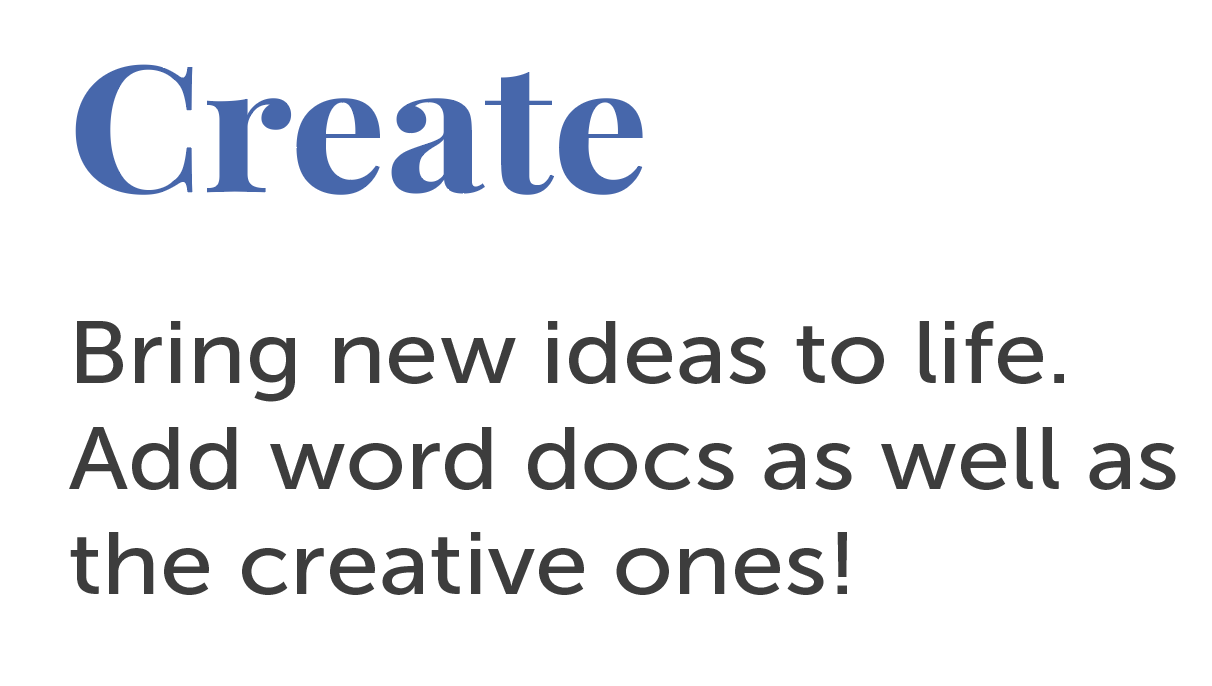 Create
Bring new ideas to life.
Add word docs as well as
the creative ones!